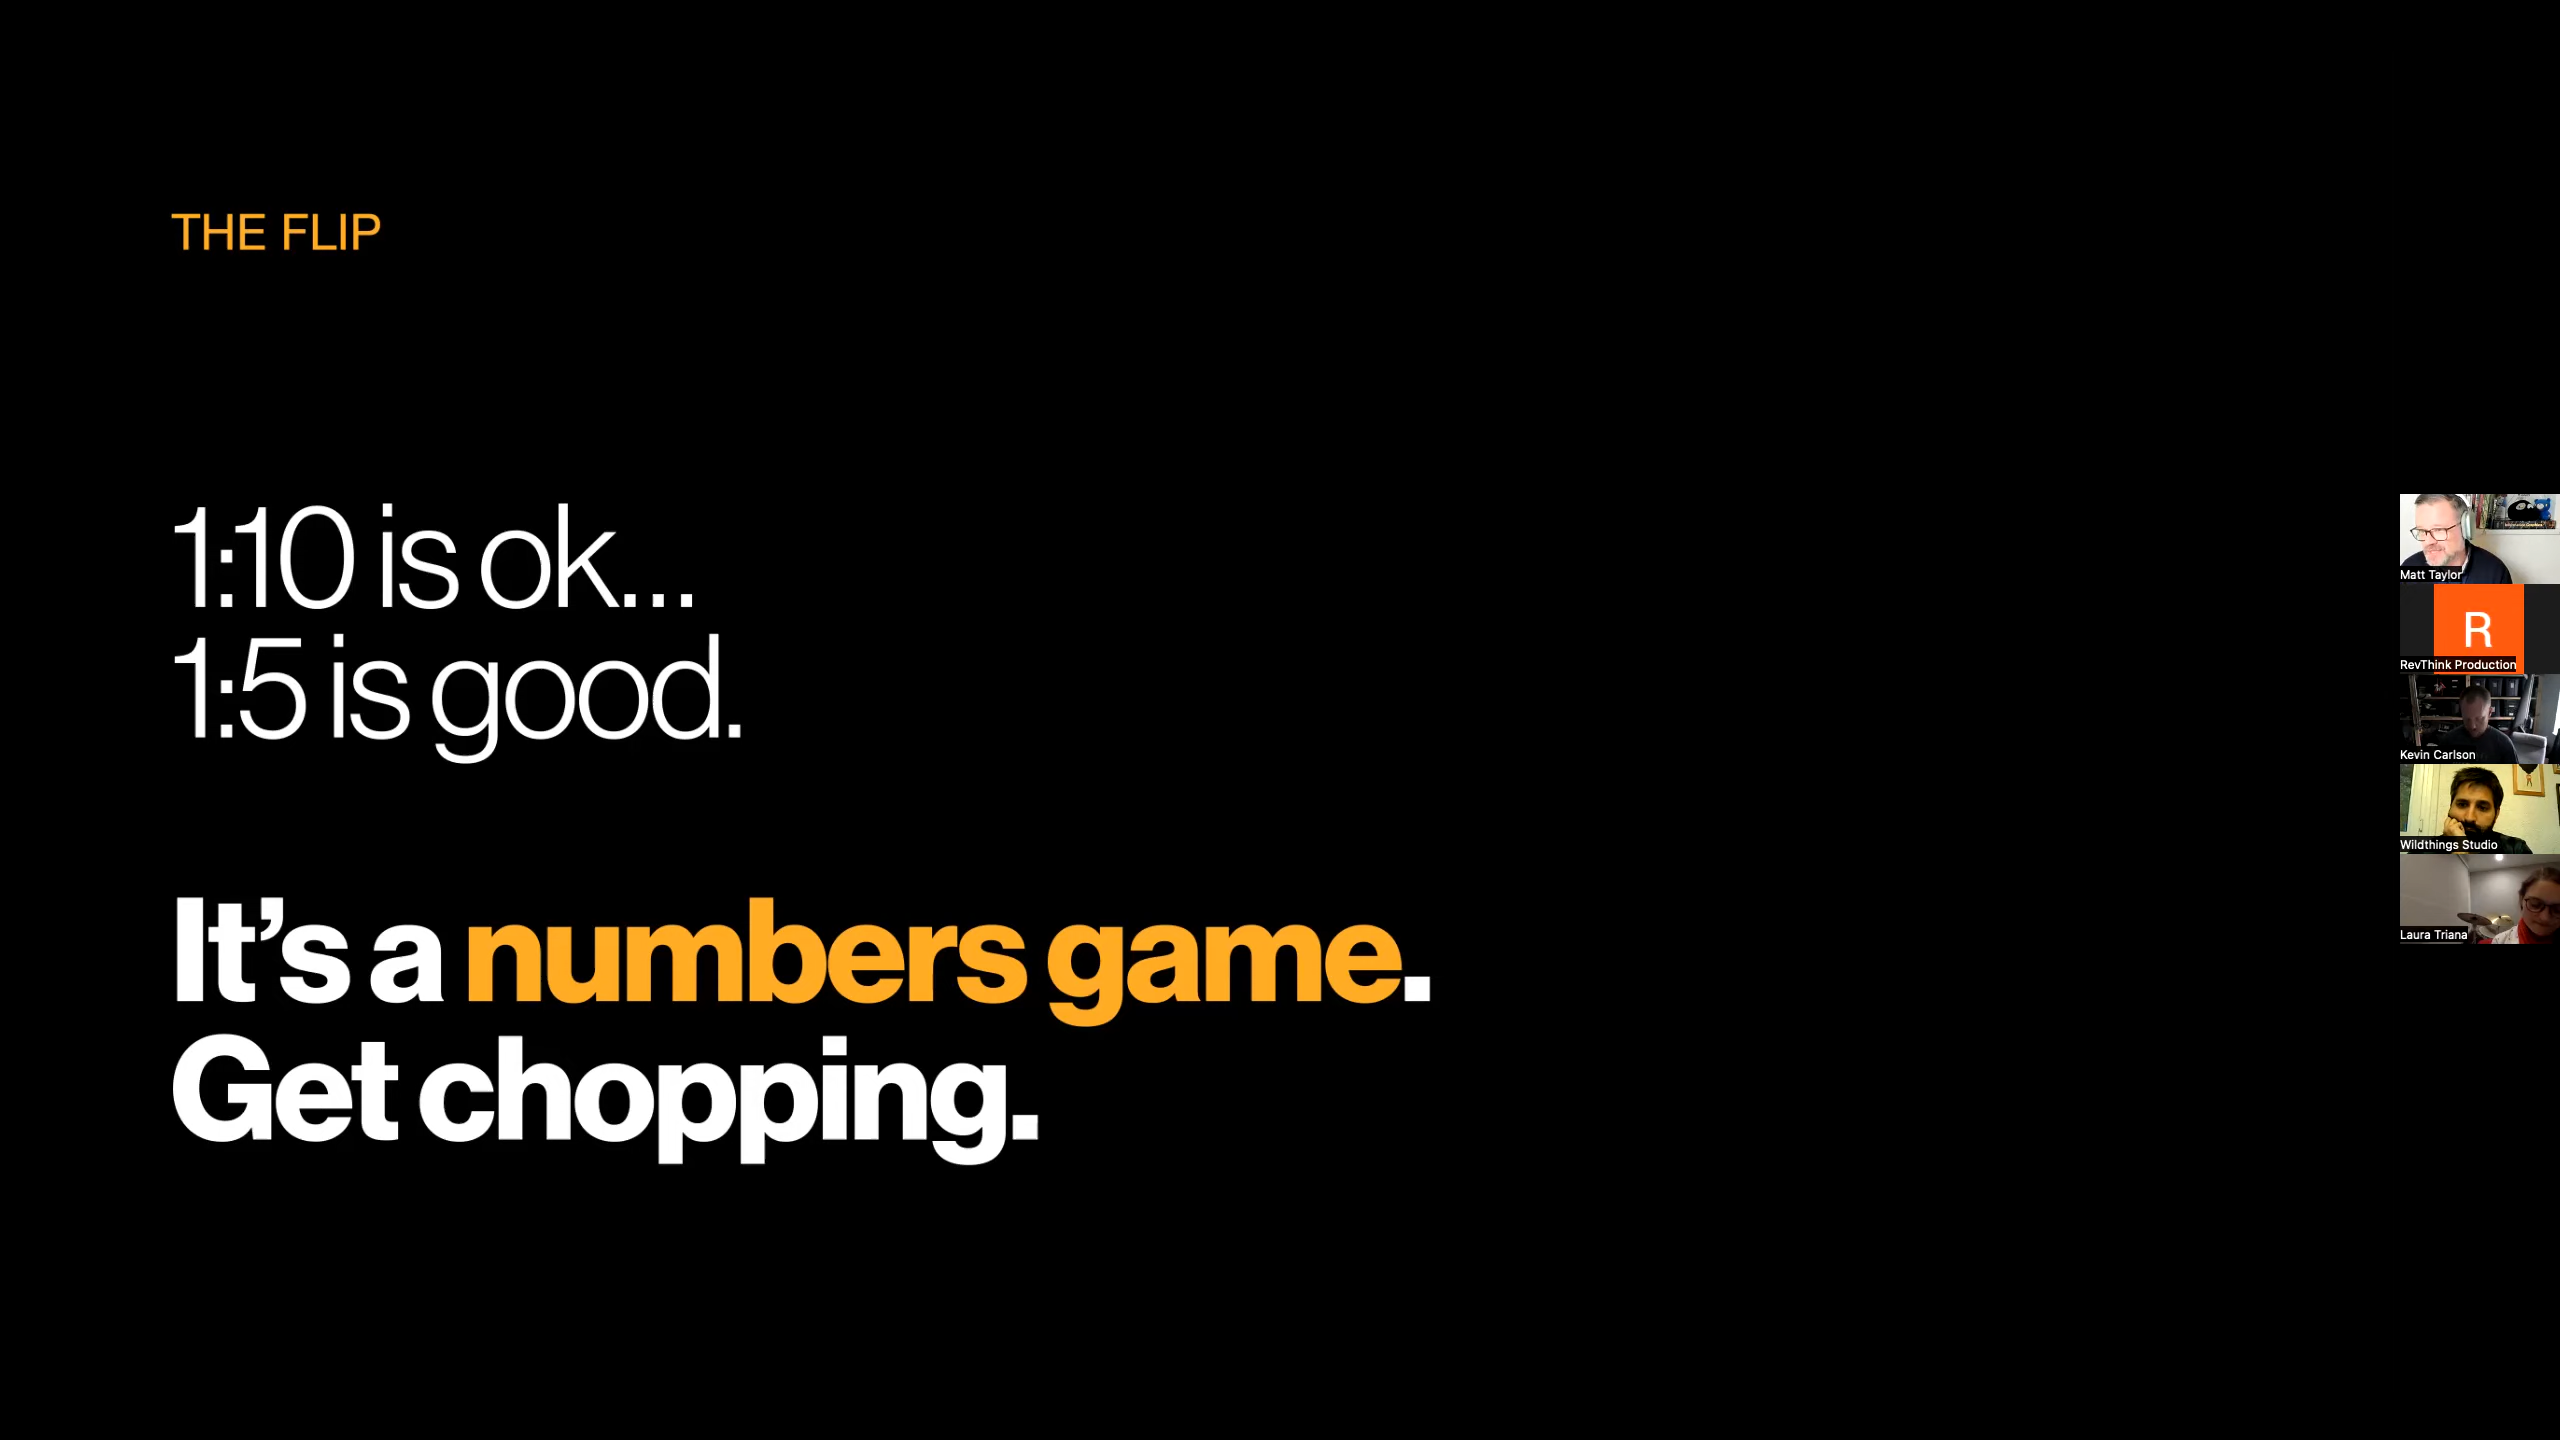 THE FLIP
1:10 is ok...
1:5 is good.
It’s a numbers game.
Get chopping.
Matt Taylor
R
RevThink Production
Kevin Carlson
Wildthings Studio
Laura Triana